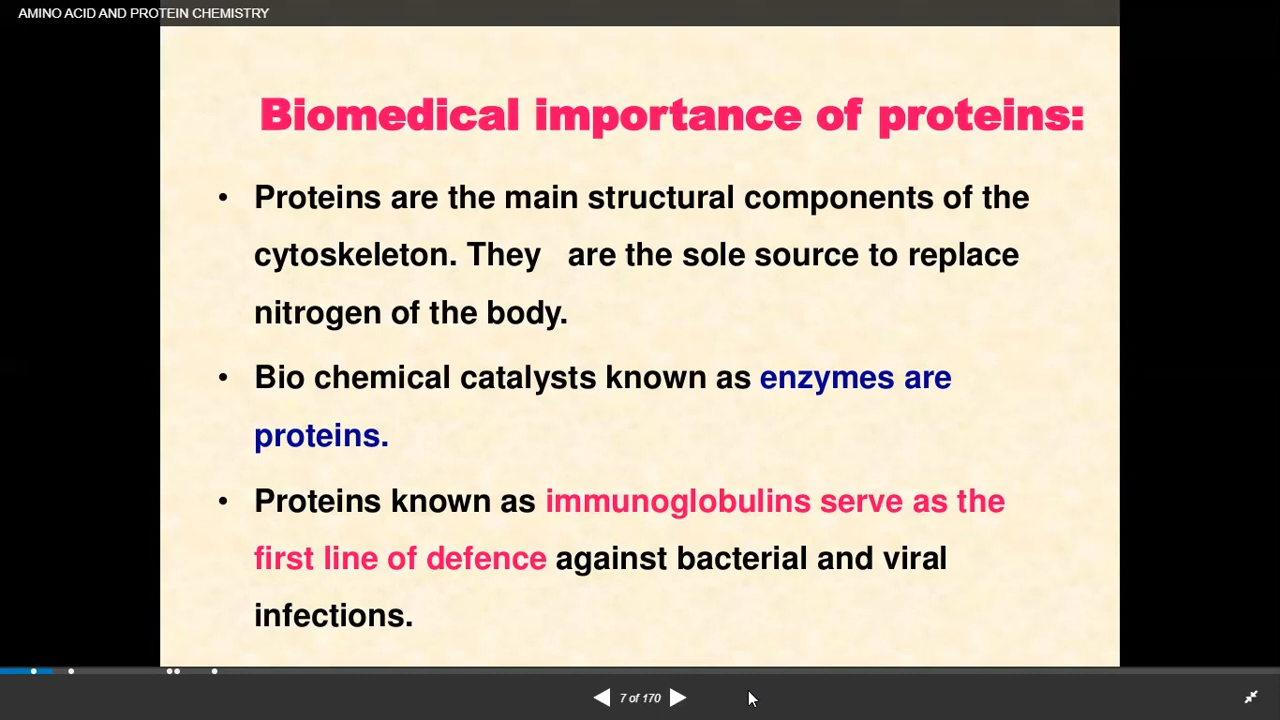 AMINO ACID AND PROTEIN CHEMISTRY
Biomedical importance of proteins:
• Proteins are the main structural components of the
cytoskeleton. They are the sole source to replace
nitrogen of the body.
• Bio chemical catalysts known as enzymes are
proteins.
• Proteins known as immunoglobulins serve as the
first line of defence against bacterial and viral
infections.
7 of 170